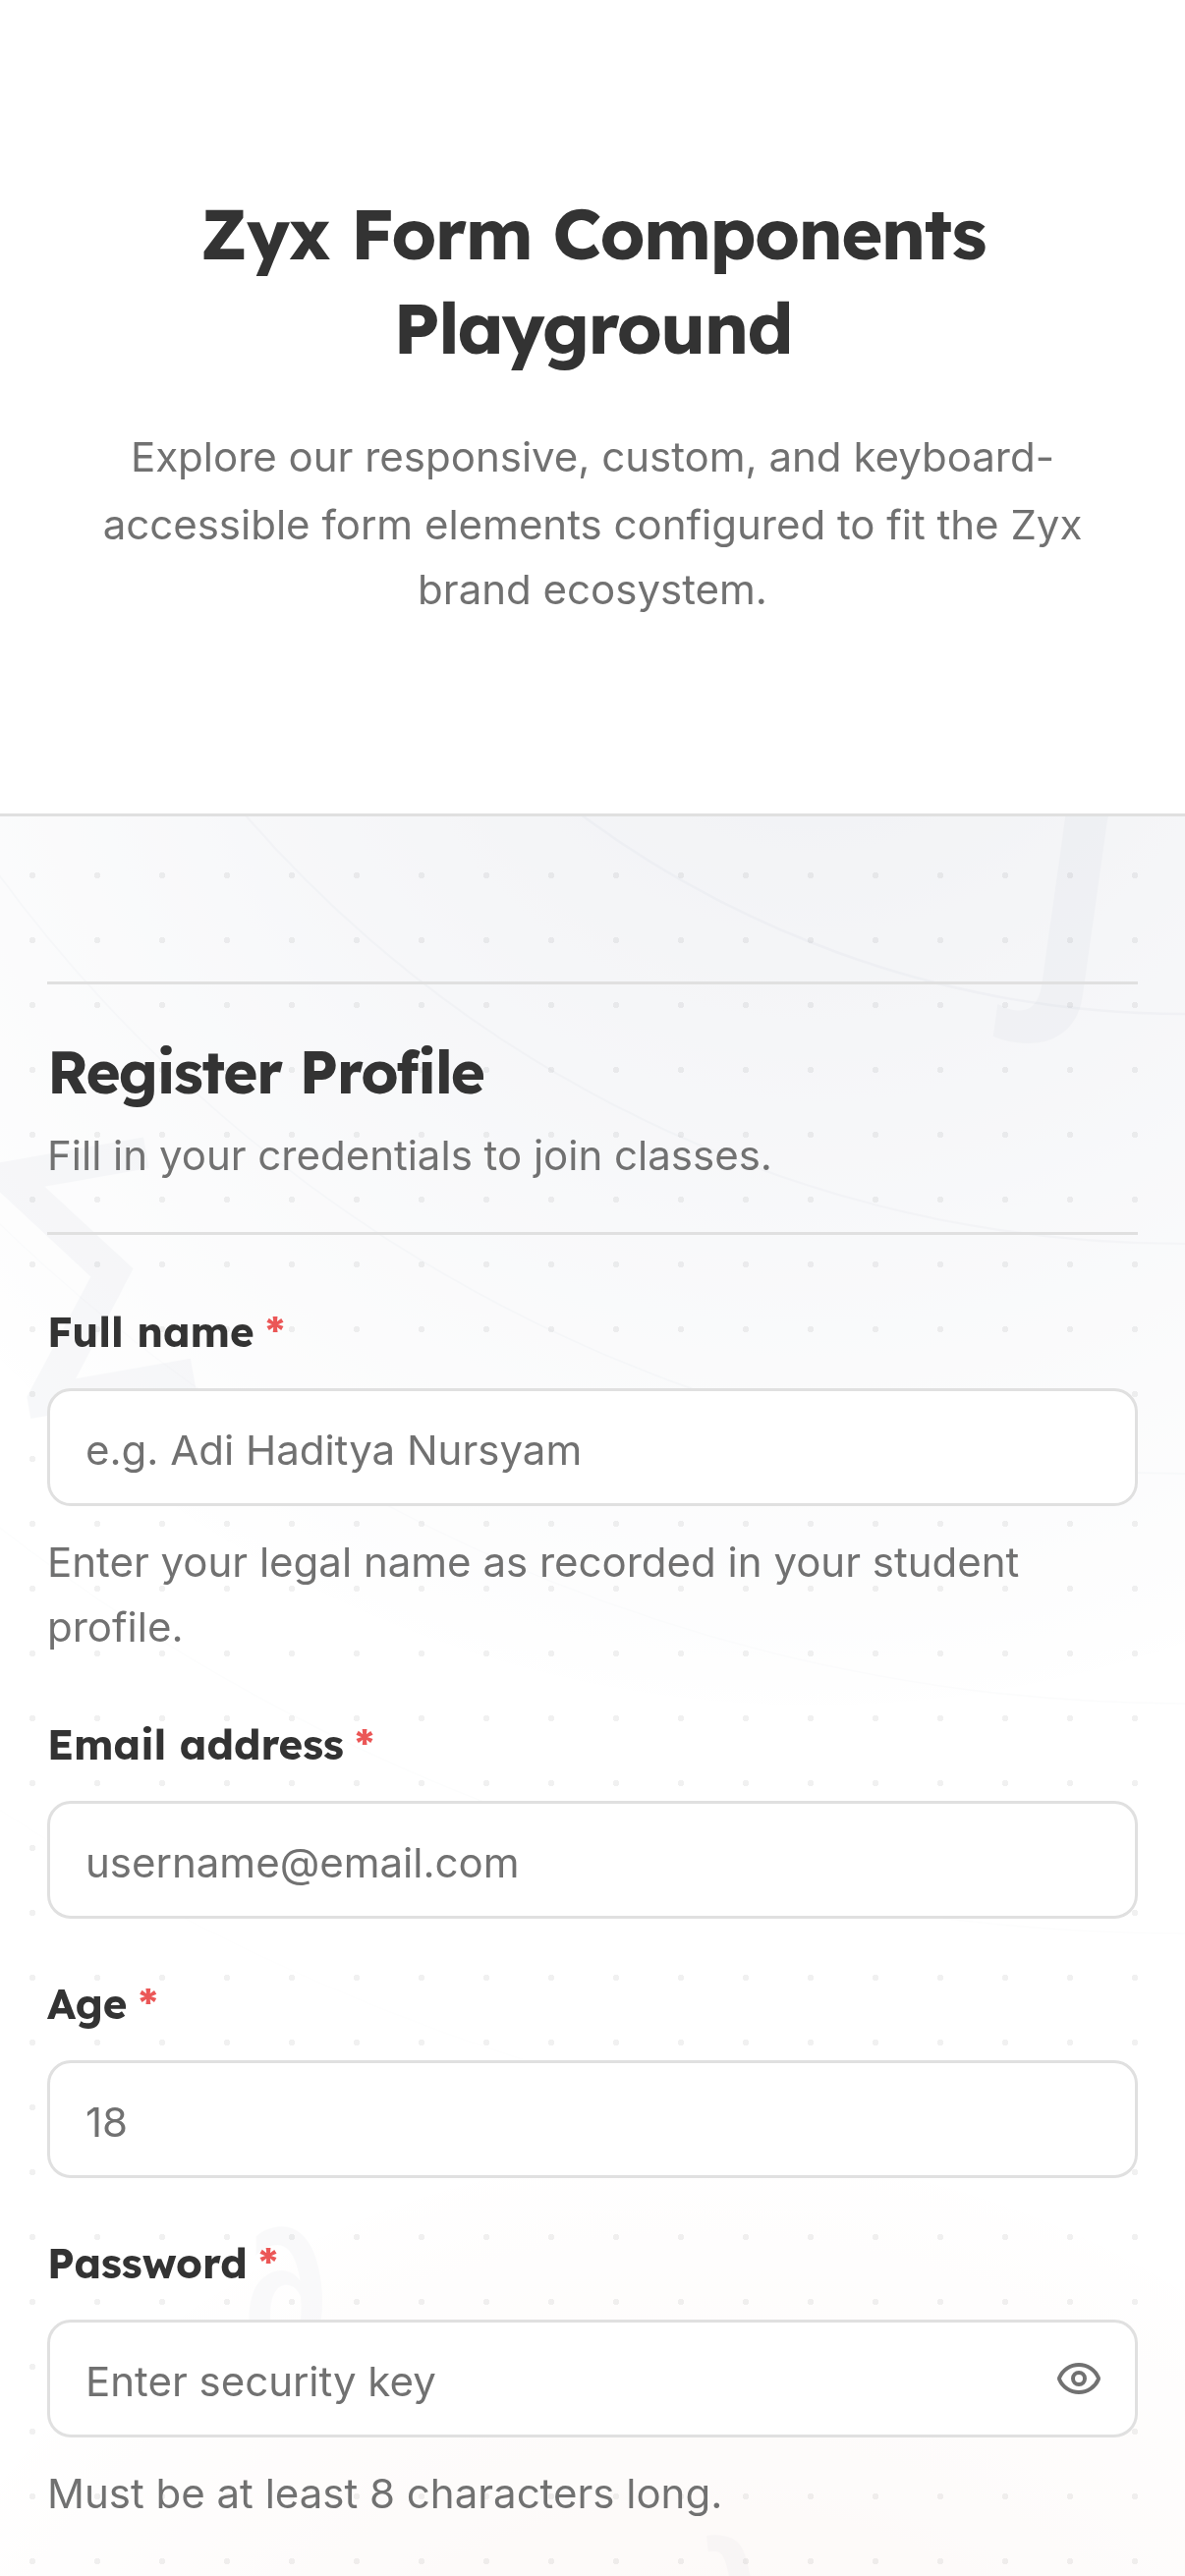 Zyx Form Components
Playground
Explore our responsive, custom, and keyboard-
accessible form elements configured to fit the Zyx
brand ecosystem.
Register Profile
Fill in your credentials to join classes.
Full name *
e.g. Adi Haditya Nursyam
Enter your legal name as recorded in your student
profile.
Email address *
username@email.com
Age *
18
Password *
Enter security key
Must be at least 8 characters long.